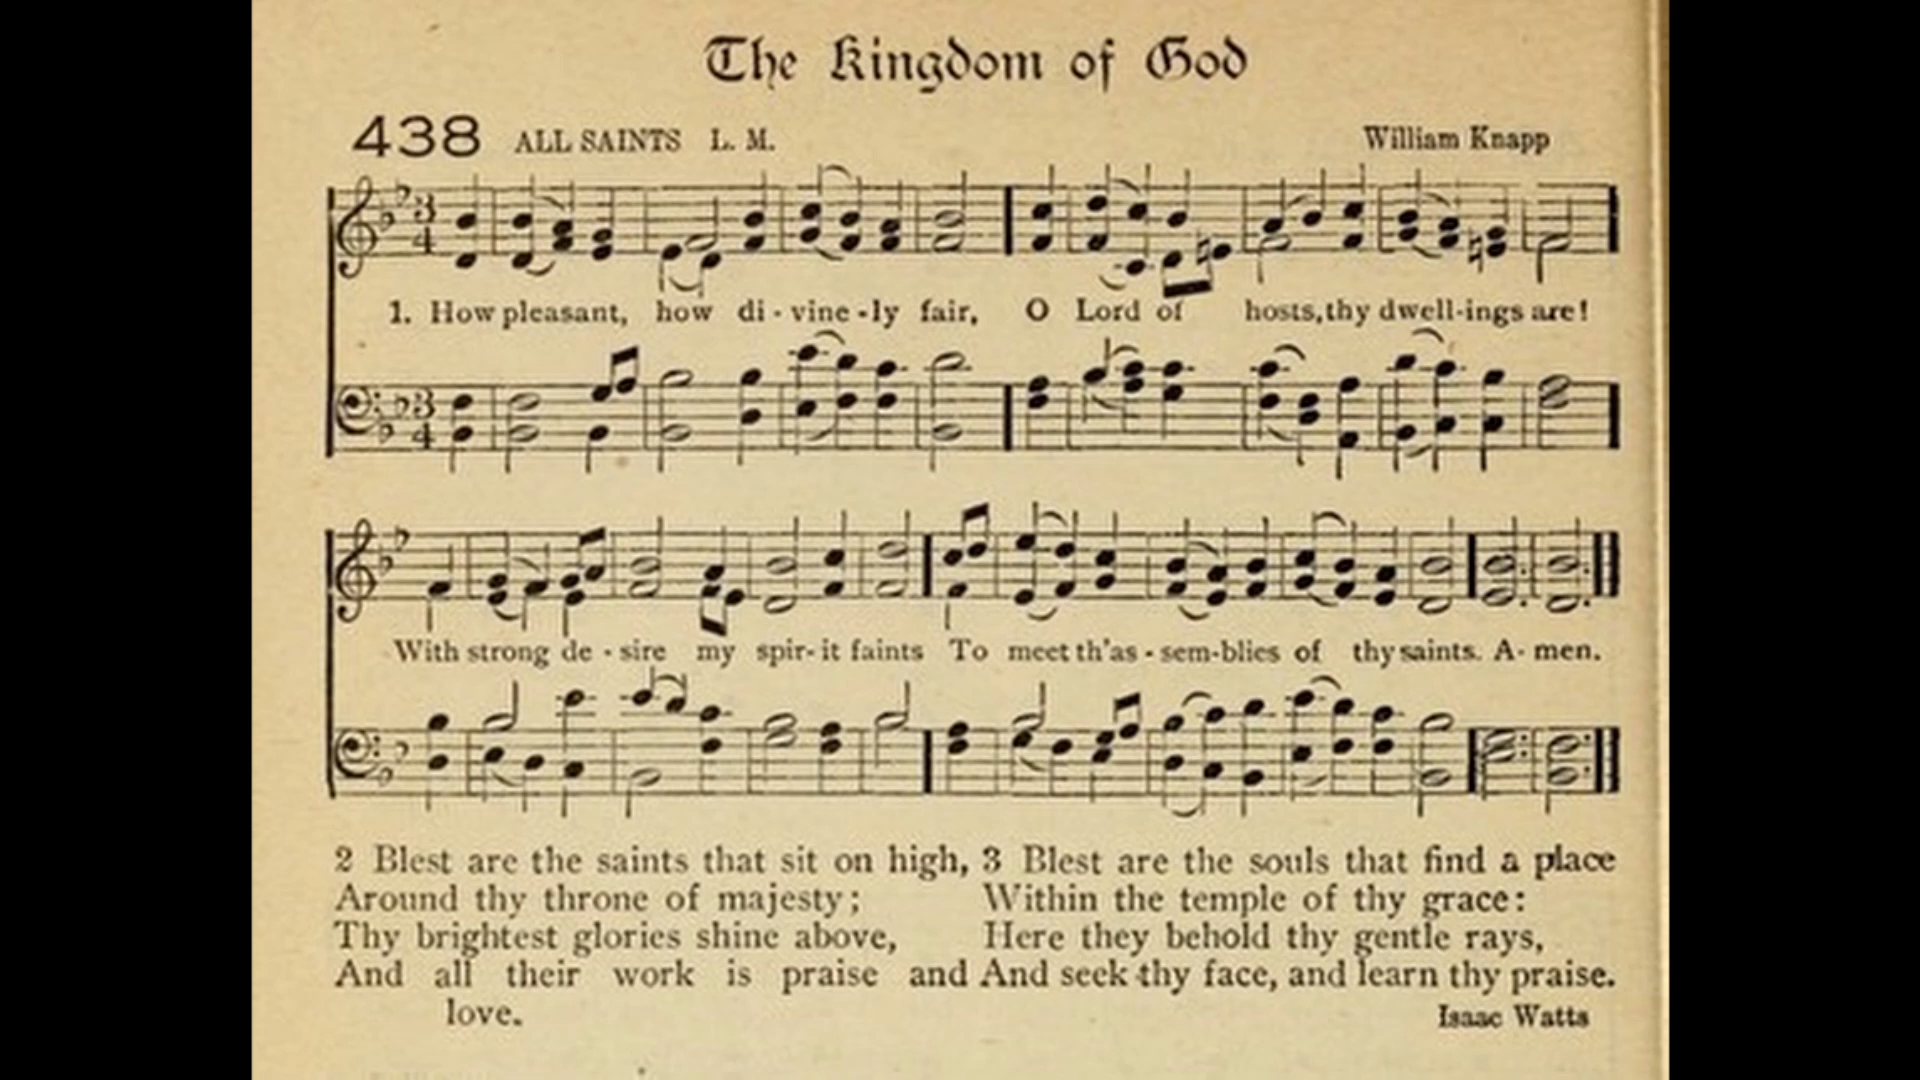 The Kingdom of God
438 ALL SAINTS L. M. William Knapp
3 4
1. How pleasant, how di - vine - ly fair, O Lord of hosts, thy dwell-ings are!
3 4
With strong de - sire my spir- it faints To meet th'as - sem-blies of thy saints. A- men.
2 Blest are the saints that sit on high,
Around thy throne of majesty;
Thy brightest glories shine above,
And all their work is praise and
love.
3 Blest are the souls that find a place
Within the temple of thy grace:
Here they behold thy gentle rays,
And seek thy face, and learn thy praise.
Isaac Watts